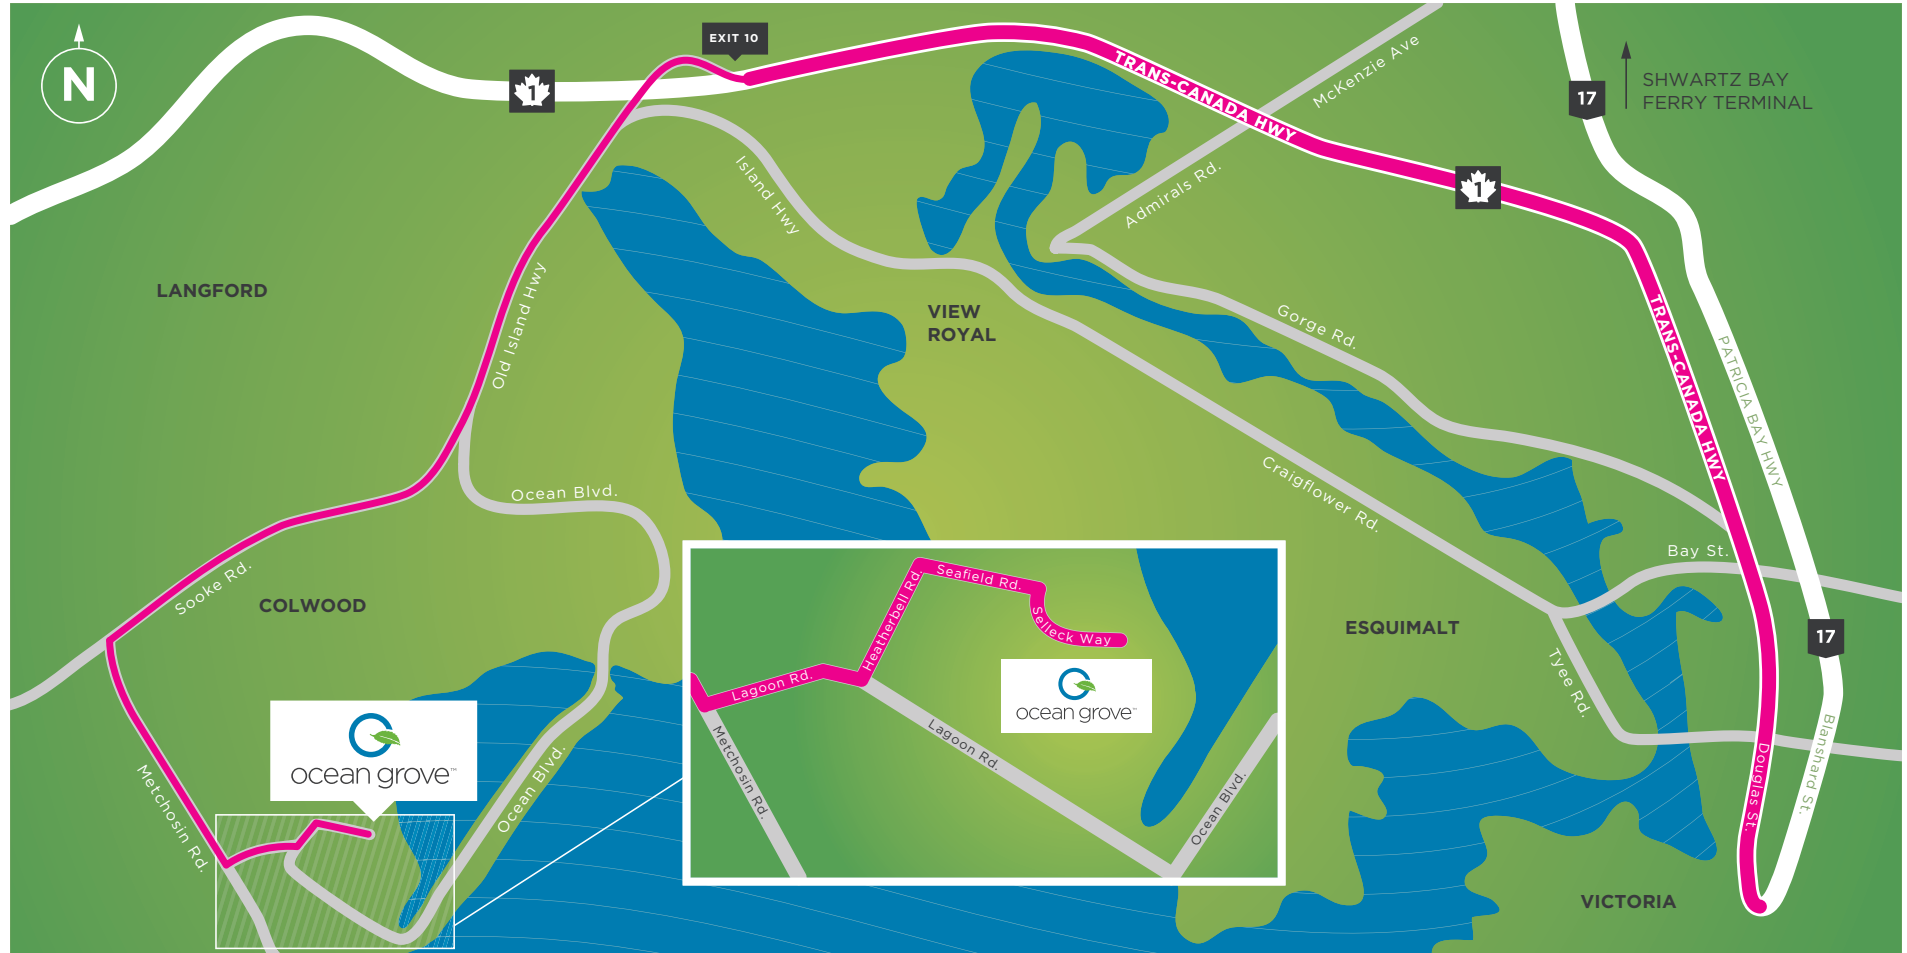 N
EXIT 10
1
TRANS-CANADA HWY
McKenzie Ave
17
SHWARTZ BAY
FERRY TERMINAL
Island Hwy
Admirals Rd.
1
LANGFORD
Old Island Hwy
VIEW
ROYAL
Gorge Rd.
TRANS-CANADA HWY
PATRICIA BAY HWY
Ocean Blvd.
Craigflower Rd.
Bay St.
Sooke Rd.
COLWOOD
ESQUIMALT
17
Tyee Rd.
Seafield Rd.
Heatherbell Rd.
Selleck Way
Lagoon Rd.
ocean grove™
Lagoon Rd.
Metchosin Rd.
Ocean Blvd.
ocean grove™
Metchosin Rd.
Ocean Blvd.
Douglas St.
Blanshard St.
VICTORIA